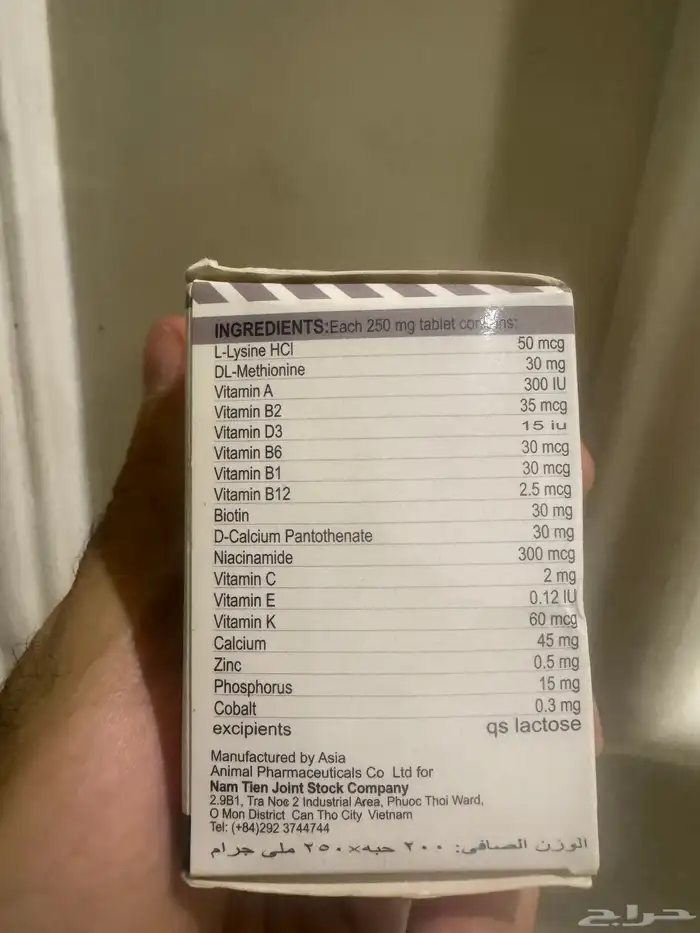 INGREDIENTS:Each 250 mg tablet contains:
L-Lysine HCl 50 mcg
DL-Methionine 30 mg
Vitamin A 300 IU
Vitamin B2 35 mcg
Vitamin D3 15 iu
Vitamin B6 30 mcg
Vitamin B1 30 mcg
Vitamin B12 2.5 mcg
Biotin 30 mg
D-Calcium Pantothenate 30 mg
Niacinamide 300 mcg
Vitamin C 2 mg
Vitamin E 0.12 IU
Vitamin K 60 mcg
Calcium 45 mg
Zinc 0.5 mg
Phosphorus 15 mg
Cobalt 0.3 mg
excipients qs lactose
Manufactured by Asia
Animal Pharmaceuticals Co Ltd for
Nam Tien Joint Stock Company
2.9B1, Tra Noc 2 Industrial Area, Phuoc Thoi Ward,
O Mon District Can Tho City Vietnam
Tel: (+84)292 3744744
الوزن الصافي: ٢٠٠ حبه×٢٥٠ ملي جرام
حراج